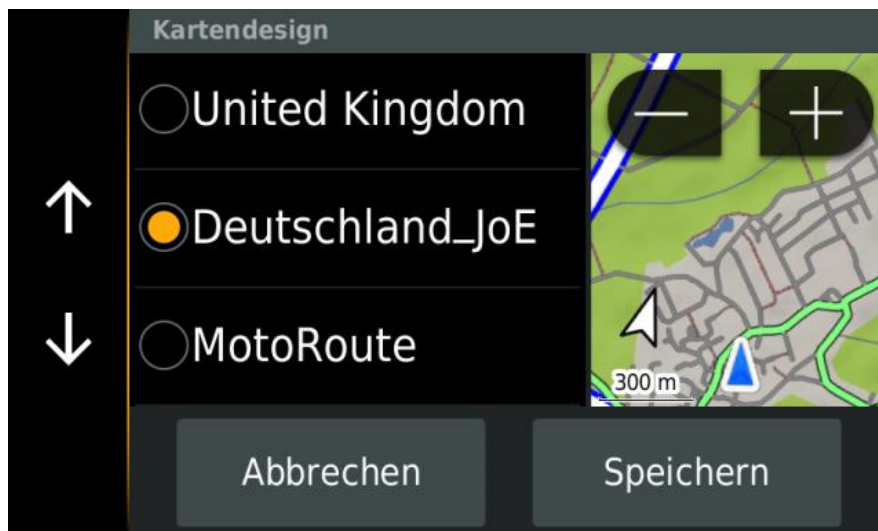 Kartendesign
United Kingdom
Deutschland_JoE
MotoRoute
300 m
Abbrechen
Speichern